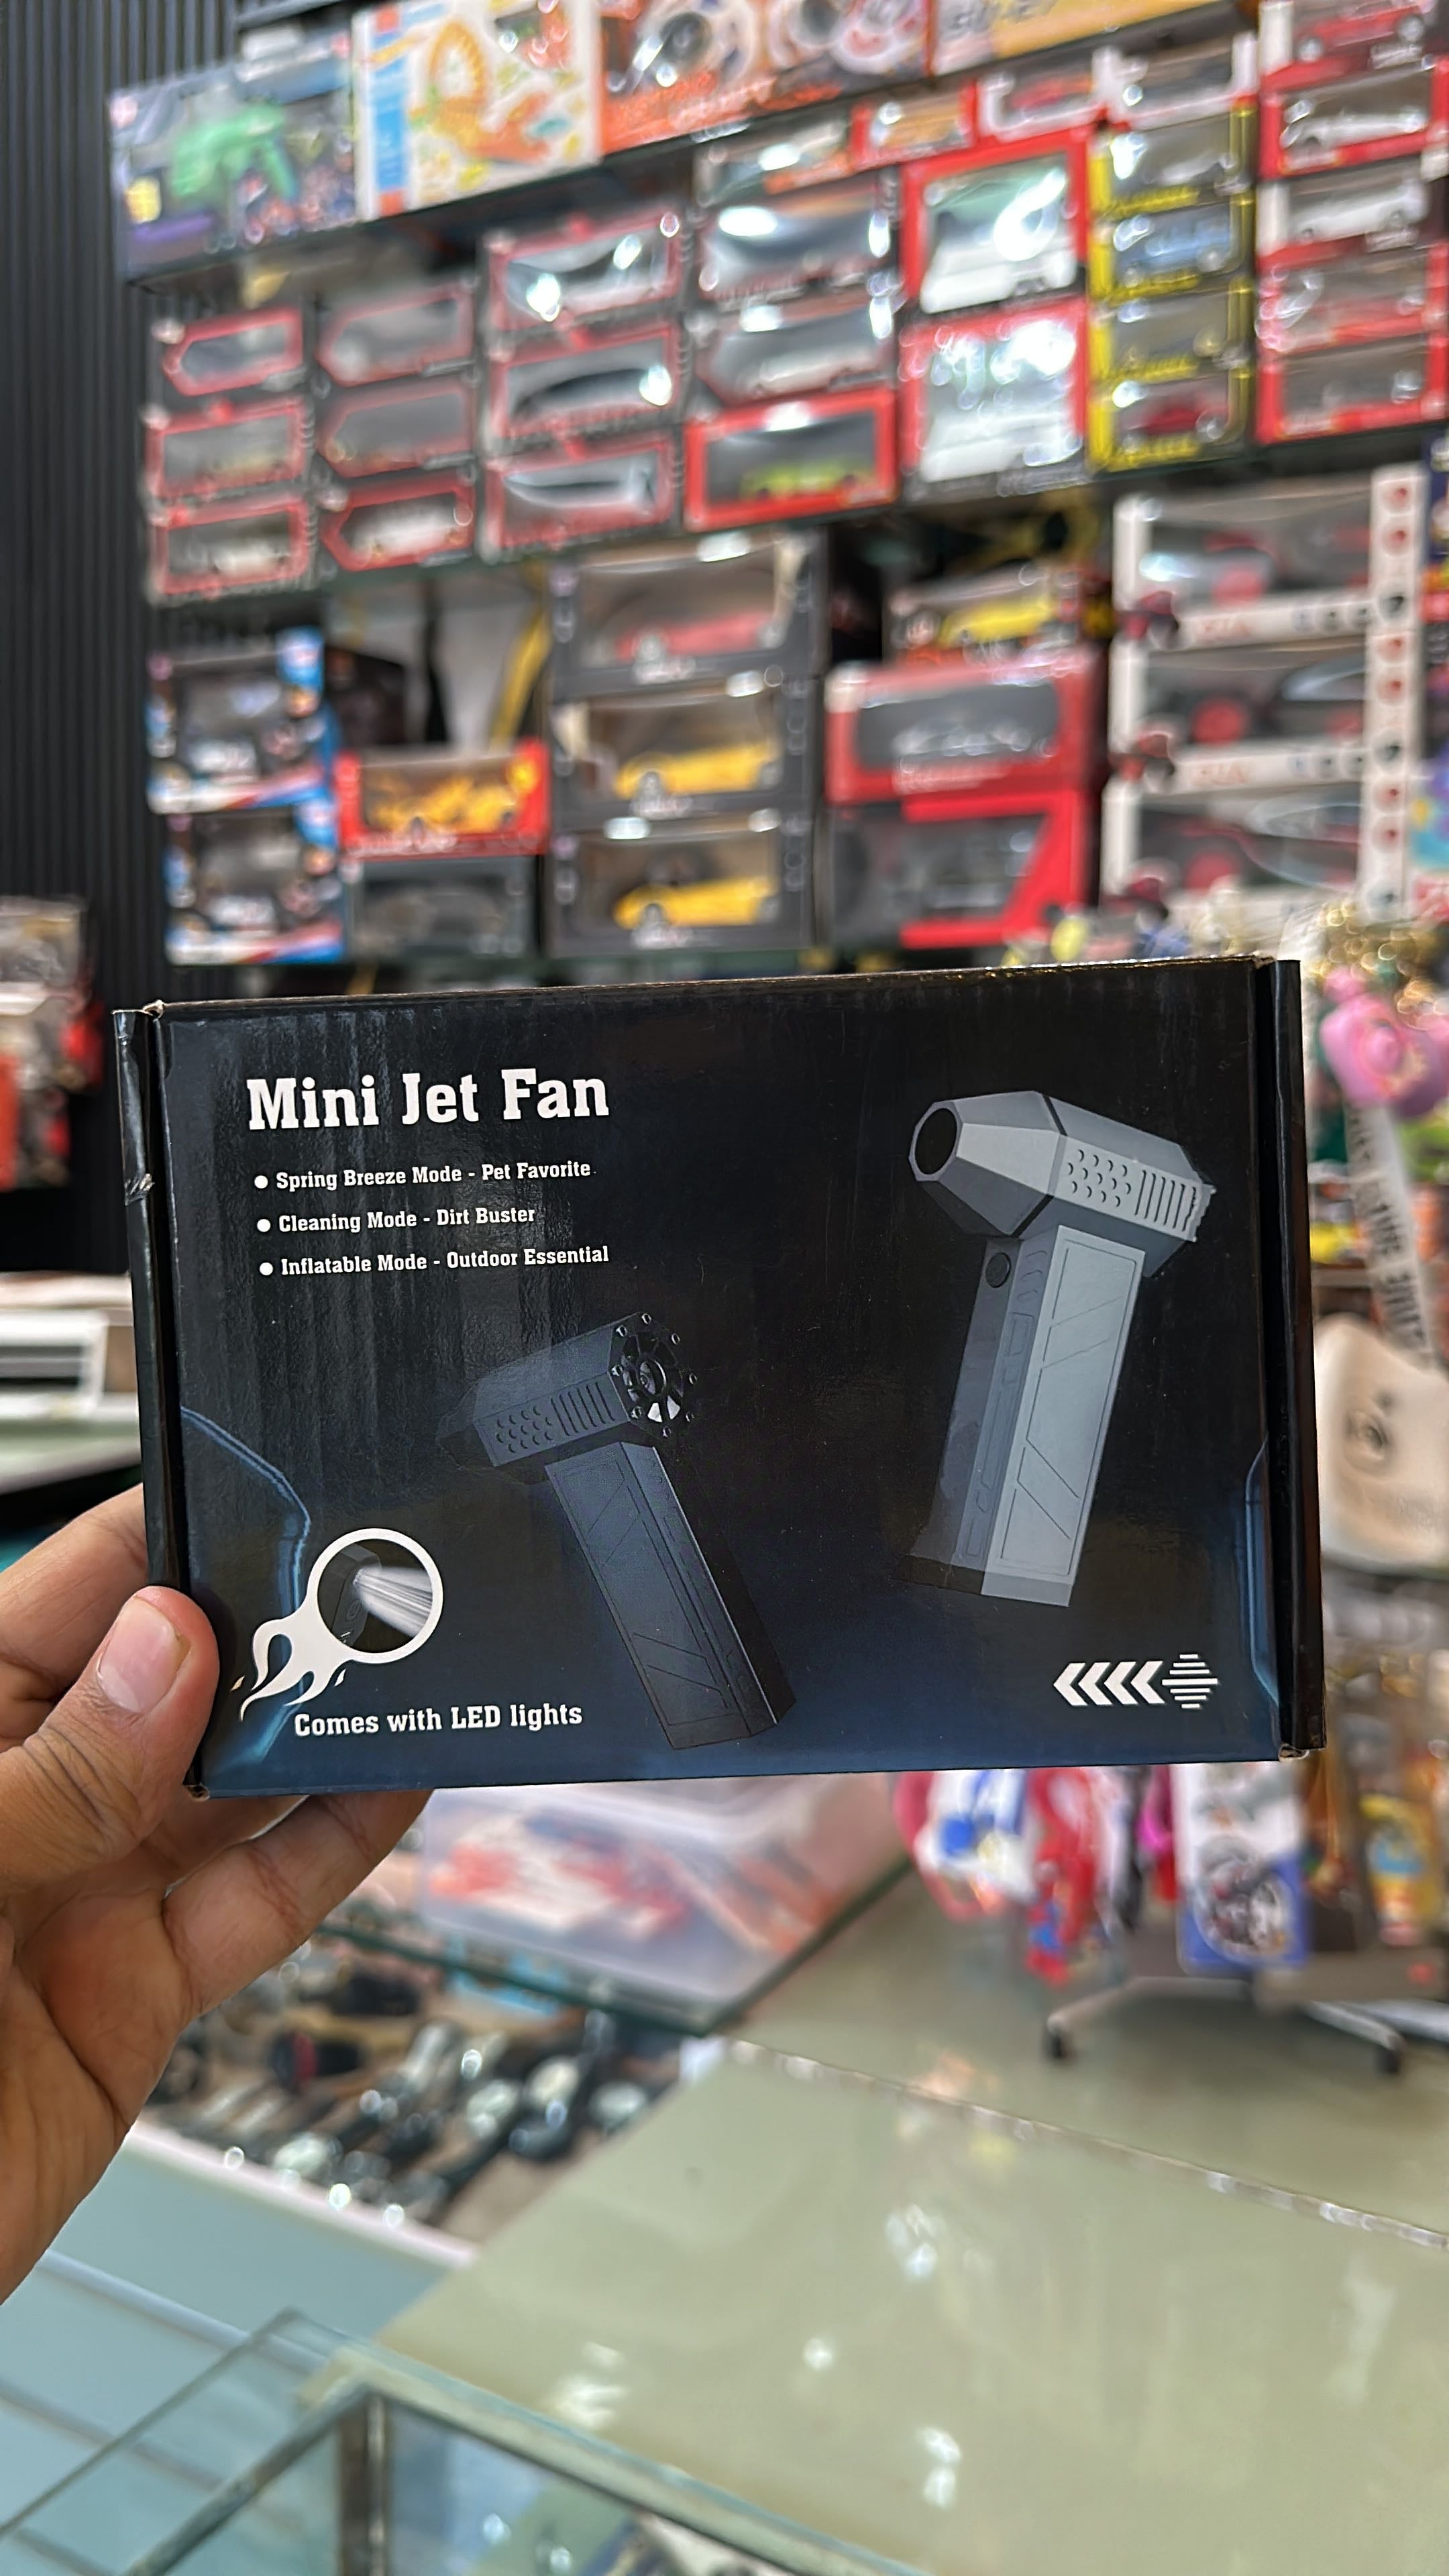 Mini Jet Fan
● Spring Breeze Mode - Pet Favorite
● Cleaning Mode - Dirt Buster
● Inflatable Mode - Outdoor Essential
Comes with LED lights